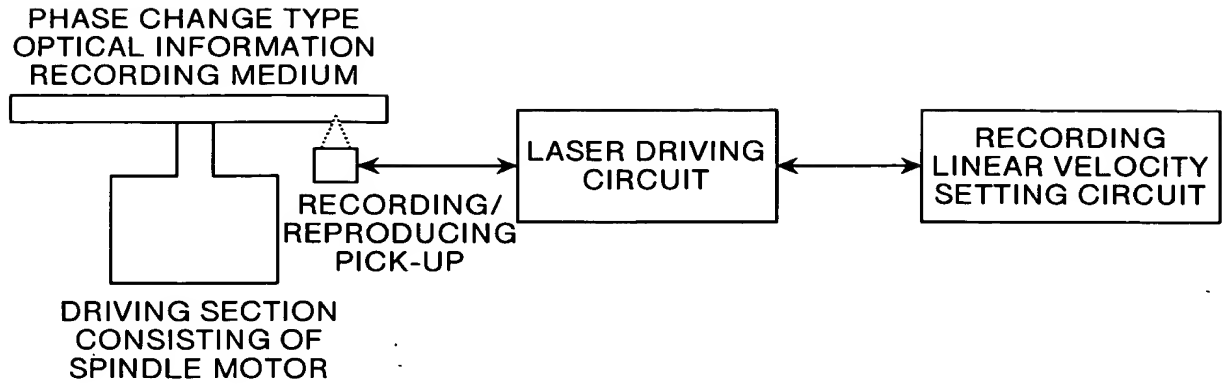 PHASE CHANGE TYPE
OPTICAL INFORMATION
RECORDING MEDIUM
RECORDING/
REPRODUCING
PICK-UP
DRIVING SECTION
CONSISTING OF
SPINDLE MOTOR
LASER DRIVING
CIRCUIT
RECORDING
LINEAR VELOCITY
SETTING CIRCUIT